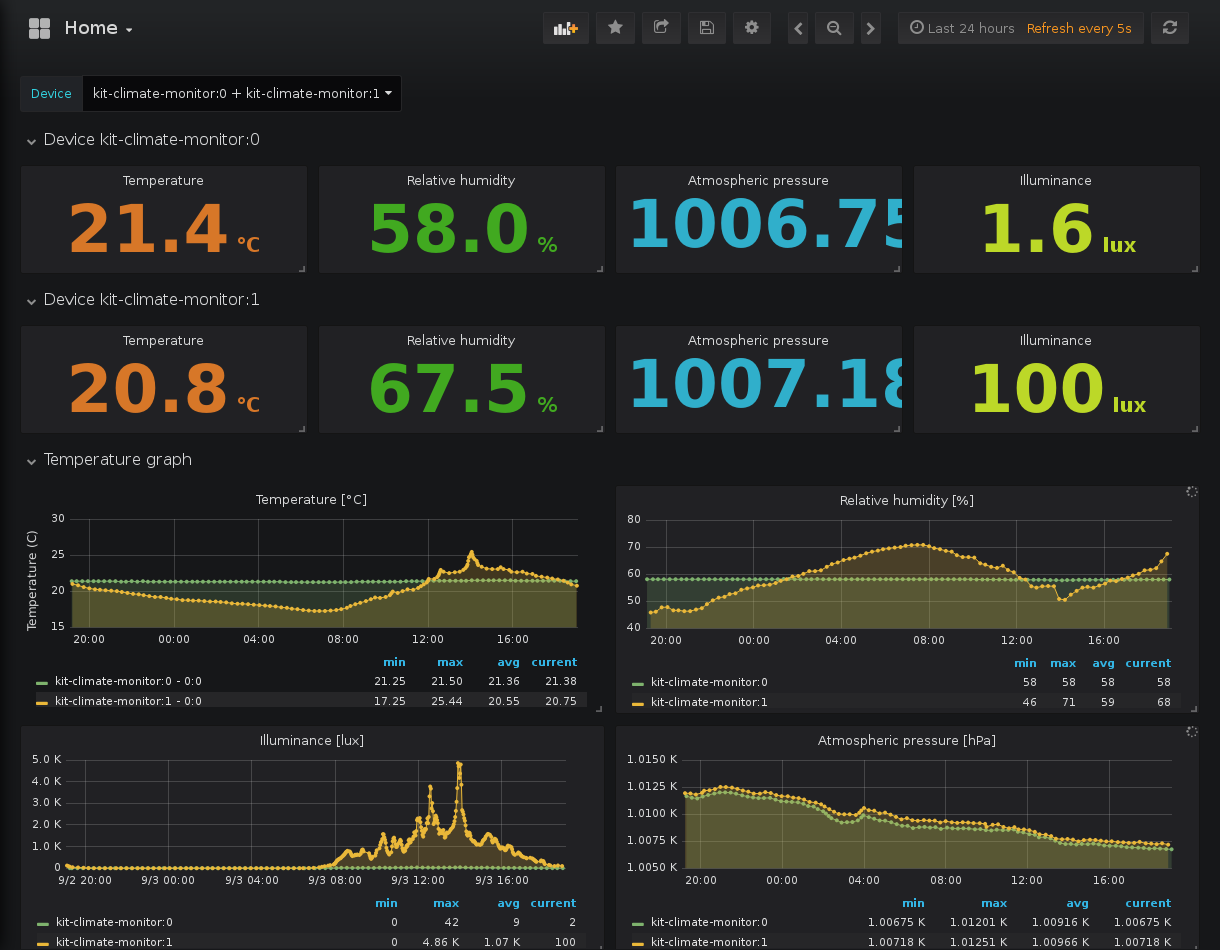 Home
Last 24 hours Refresh every 5s
Device kit-climate-monitor:0 + kit-climate-monitor:1
Device kit-climate-monitor:0
Temperature Relative humidity Atmospheric pressure Illuminance
21.4 °C 58.0 % 1006.75 1.6 lux
Device kit-climate-monitor:1
Temperature Relative humidity Atmospheric pressure Illuminance
20.8 °C 67.5 % 1007.18 100 lux
Temperature graph
Temperature [°C]
Temperature (C)
30
25
20
15
20:00 00:00 04:00 08:00 12:00 16:00
min max avg current
kit-climate-monitor:0 - 0:0 21.25 21.50 21.36 21.38
kit-climate-monitor:1 - 0:0 17.25 25.44 20.55 20.75
Relative humidity [%]
80
70
60
50
40
20:00 00:00 04:00 08:00 12:00 16:00
min max avg current
kit-climate-monitor:0 58 58 58 58
kit-climate-monitor:1 46 71 59 68
Illuminance [lux]
5.0 K
4.0 K
3.0 K
2.0 K
1.0 K
0
9/2 20:00 9/3 00:00 9/3 04:00 9/3 08:00 9/3 12:00 9/3 16:00
min max avg current
kit-climate-monitor:0 0 42 9 2
kit-climate-monitor:1 0 4.86 K 1.07 K 100
Atmospheric pressure [hPa]
1.0150 K
1.0125 K
1.0100 K
1.0075 K
1.0050 K
20:00 00:00 04:00 08:00 12:00 16:00
min max avg current
kit-climate-monitor:0 1.00675 K 1.01201 K 1.00916 K 1.00675 K
kit-climate-monitor:1 1.00718 K 1.01251 K 1.00966 K 1.00718 K